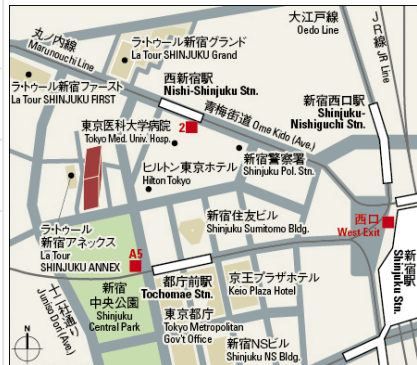 大江戸線
Oedo Line
JR線
JR Line
丸ノ内線
Marunouchi Line
ラ・トゥール新宿グランド
La Tour SHINJUKU Grand
西新宿駅
Nishi-Shinjuku Stn.
ラ・トゥール新宿ファースト
La Tour SHINJUKU FIRST
青梅街道 Ome Kido (Ave.)
新宿西口駅
Shinjuku-
Nishiguchi Stn.
東京医科大学病院
Tokyo Med. Univ. Hosp.
2
新宿警察署
Shinjuku Pol. Stn.
ヒルトン東京ホテル
Hilton Tokyo
ラ・トゥール
新宿アネックス
La Tour
SHINJUKU ANNEX
新宿住友ビル
Shinjuku Sumitomo Bldg.
西口
West Exit
新宿駅
Shinjuku Stn.
A5
都庁前駅
Tochomae Stn.
京王プラザホテル
Keio Plaza Hotel
十二社通り
Juniso Dori (Ave.)
新宿
中央公園
Shinjuku
Central Park
東京都庁
Tokyo Metropolitan
Gov't Office
新宿NSビル
Shinjuku NS Bldg.
N